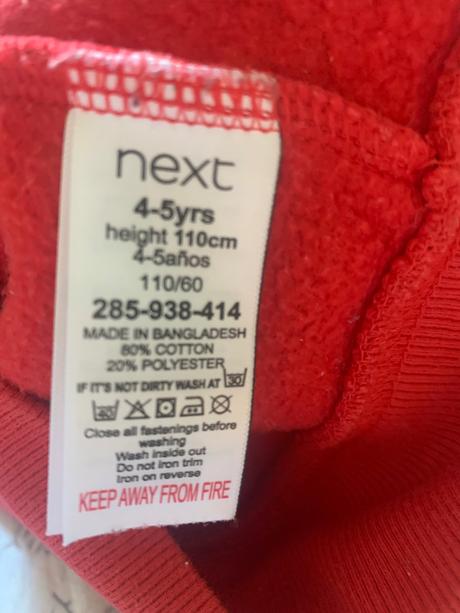 next
4-5yrs
height 110cm
4-5años
110/60
285-938-414
MADE IN BANGLADESH
80% COTTON
20% POLYESTER
IF IT'S NOT DIRTY WASH AT 30
40
Close all fastenings before
washing
Wash inside out
Do not iron trim
Iron on reverse
KEEP AWAY FROM FIRE